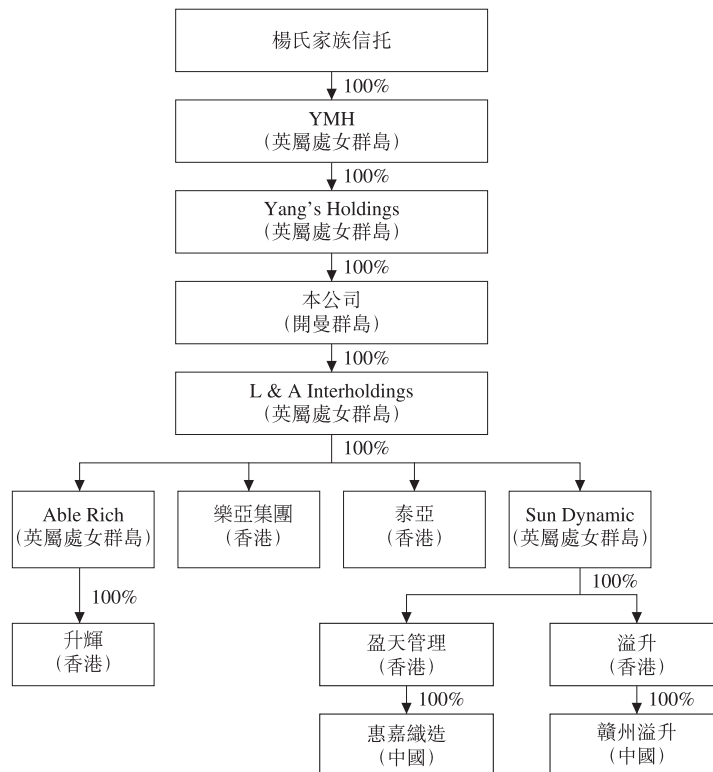 楊氏家族信托
100%
YMH
(英屬處女群島)
100%
Yang's Holdings
(英屬處女群島)
100%
本公司
(開曼群島)
100%
L & A Interholdings
(英屬處女群島)
100%
Able Rich
(英屬處女群島)
樂亞集團
(香港)
泰亞
(香港)
Sun Dynamic
(英屬處女群島)
100%
100%
升輝
(香港)
盈天管理
(香港)
溢升
(香港)
100%
100%
惠嘉織造
(中國)
贛州溢升
(中國)